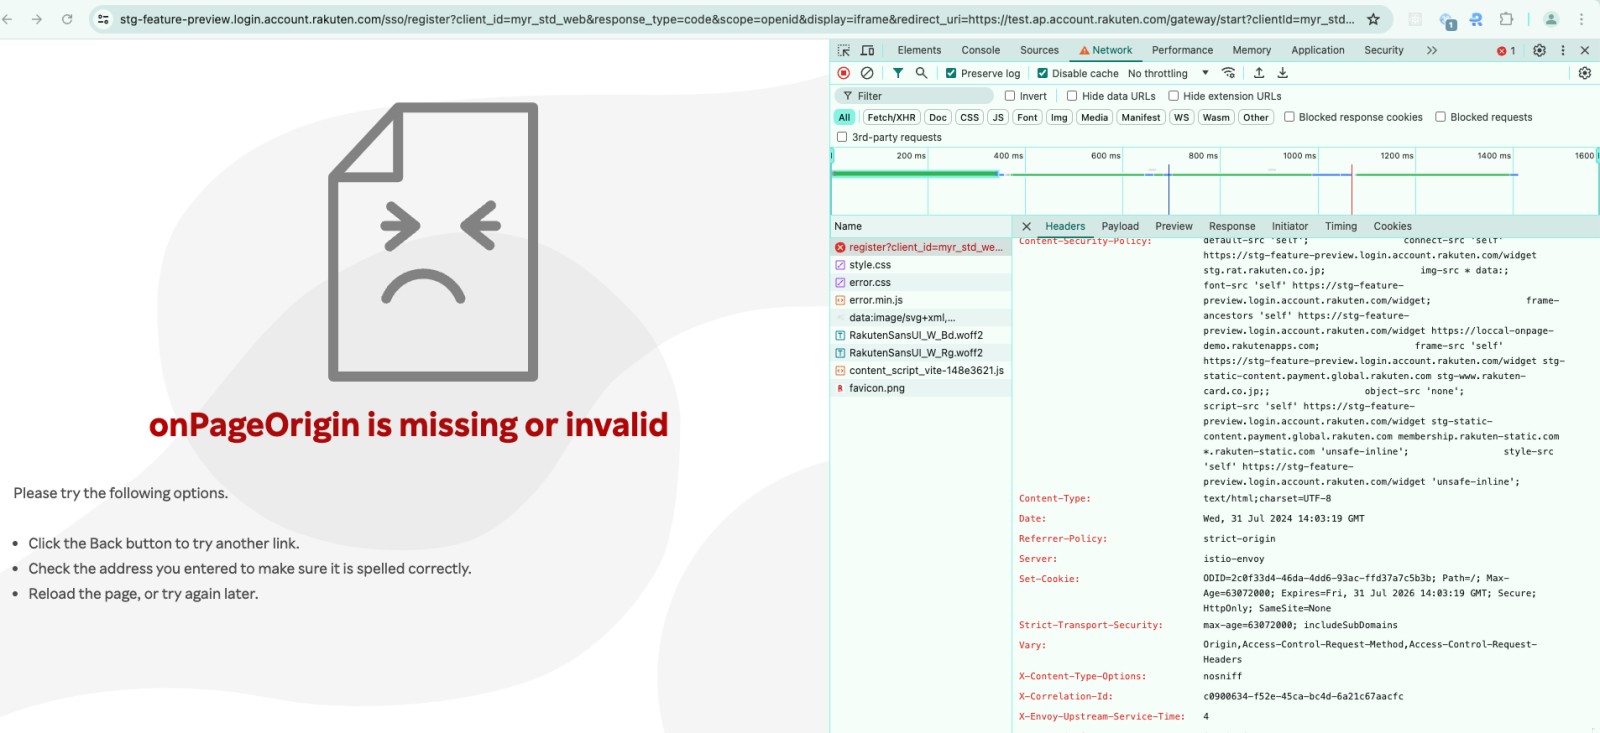 stg-feature-preview.login.account.rakuten.com/sso/register?client_id=myr_std_web&response_type=code&scope=openid&display=iframe&redirect_uri=https://test.ap.account.rakuten.com/gateway/start?clientId=myr_std...
1
onPageOrigin is missing or invalid
Please try the following options.
• Click the Back button to try another link.
• Check the address you entered to make sure it is spelled correctly.
• Reload the page, or try again later.
Elements Console Sources Network Performance Memory Application Security 1
Preserve log Disable cache No throttling
Filter Invert Hide data URLs Hide extension URLs
All Fetch/XHR Doc CSS JS Font Img Media Manifest WS Wasm Other Blocked response cookies Blocked requests
3rd-party requests
200 ms 400 ms 600 ms 800 ms 1000 ms 1200 ms 1400 ms 1600
Name
register?client_id=myr_std_we...
style.css
error.css
error.min.js
data:image/svg+xml,...
RakutenSansUI_W_Bd.woff2
RakutenSansUI_W_Rg.woff2
content_script_vite-148e3621.js
favicon.png
Headers Payload Preview Response Initiator Timing Cookies
Content-Security-Policy: default-src 'self'; connect-src 'self'
https://stg-feature-preview.login.account.rakuten.com/widget
stg.rat.rakuten.co.jp; img-src * data:;
font-src 'self' https://stg-feature-
preview.login.account.rakuten.com/widget; frame-
ancestors 'self' https://stg-feature-
preview.login.account.rakuten.com/widget https://loccal-onpage-
demo.rakutenapps.com; frame-src 'self'
https://stg-feature-preview.login.account.rakuten.com/widget stg-
static-content.payment.global.rakuten.com stg-www.rakuten-
card.co.jp;; object-src 'none';
script-src 'self' https://stg-feature-
preview.login.account.rakuten.com/widget stg-static-
content.payment.global.rakuten.com membership.rakuten-static.com
*.rakuten-static.com 'unsafe-inline'; style-src
'self' https://stg-feature-
preview.login.account.rakuten.com/widget 'unsafe-inline';
Content-Type: text/html;charset=UTF-8
Date: Wed, 31 Jul 2024 14:03:19 GMT
Referrer-Policy: strict-origin
Server: istio-envoy
Set-Cookie: ODID=2c0f33d4-46da-4dd6-93ac-ffd37a7c5b3b; Path=/; Max-
Age=63072000; Expires=Fri, 31 Jul 2026 14:03:19 GMT; Secure;
HttpOnly; SameSite=None
Strict-Transport-Security: max-age=63072000; includeSubDomains
Vary: Origin,Access-Control-Request-Method,Access-Control-Request-
Headers
X-Content-Type-Options: nosniff
X-Correlation-Id: c0900634-f52e-45ca-bc4d-6a21c67aacfc
X-Envoy-Upstream-Service-Time: 4